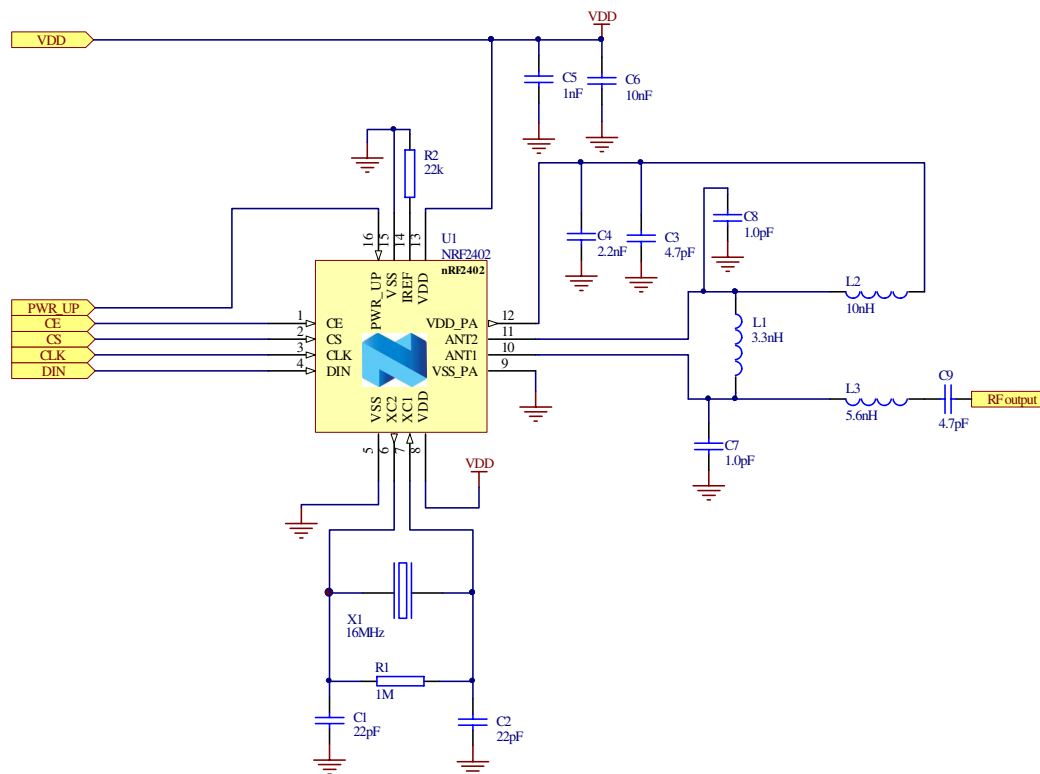 VDD
VDD
C5
1nF
C6
10nF
R2
22k
C4
2.2nF
C3
4.7pF
C8
1.0pF
16
15
14
13
U1
NRF2402
nRF2402
PWR_UP
VSS
IREF
VDD
L2
10nH
L1
3.3nH
PWR_UP
CE
CS
CLK
DIN
1
2
3
4
CE
CS
CLK
DIN
VDD_PA
ANT2
ANT1
VSS_PA
12
11
10
9
L3
5.6nH
C9
4.7pF
RF output
VSS
XC2
XC1
VDD
5
6
7
8
C7
1.0pF
VDD
X1
16MHz
R1
1M
C1
22pF
C2
22pF